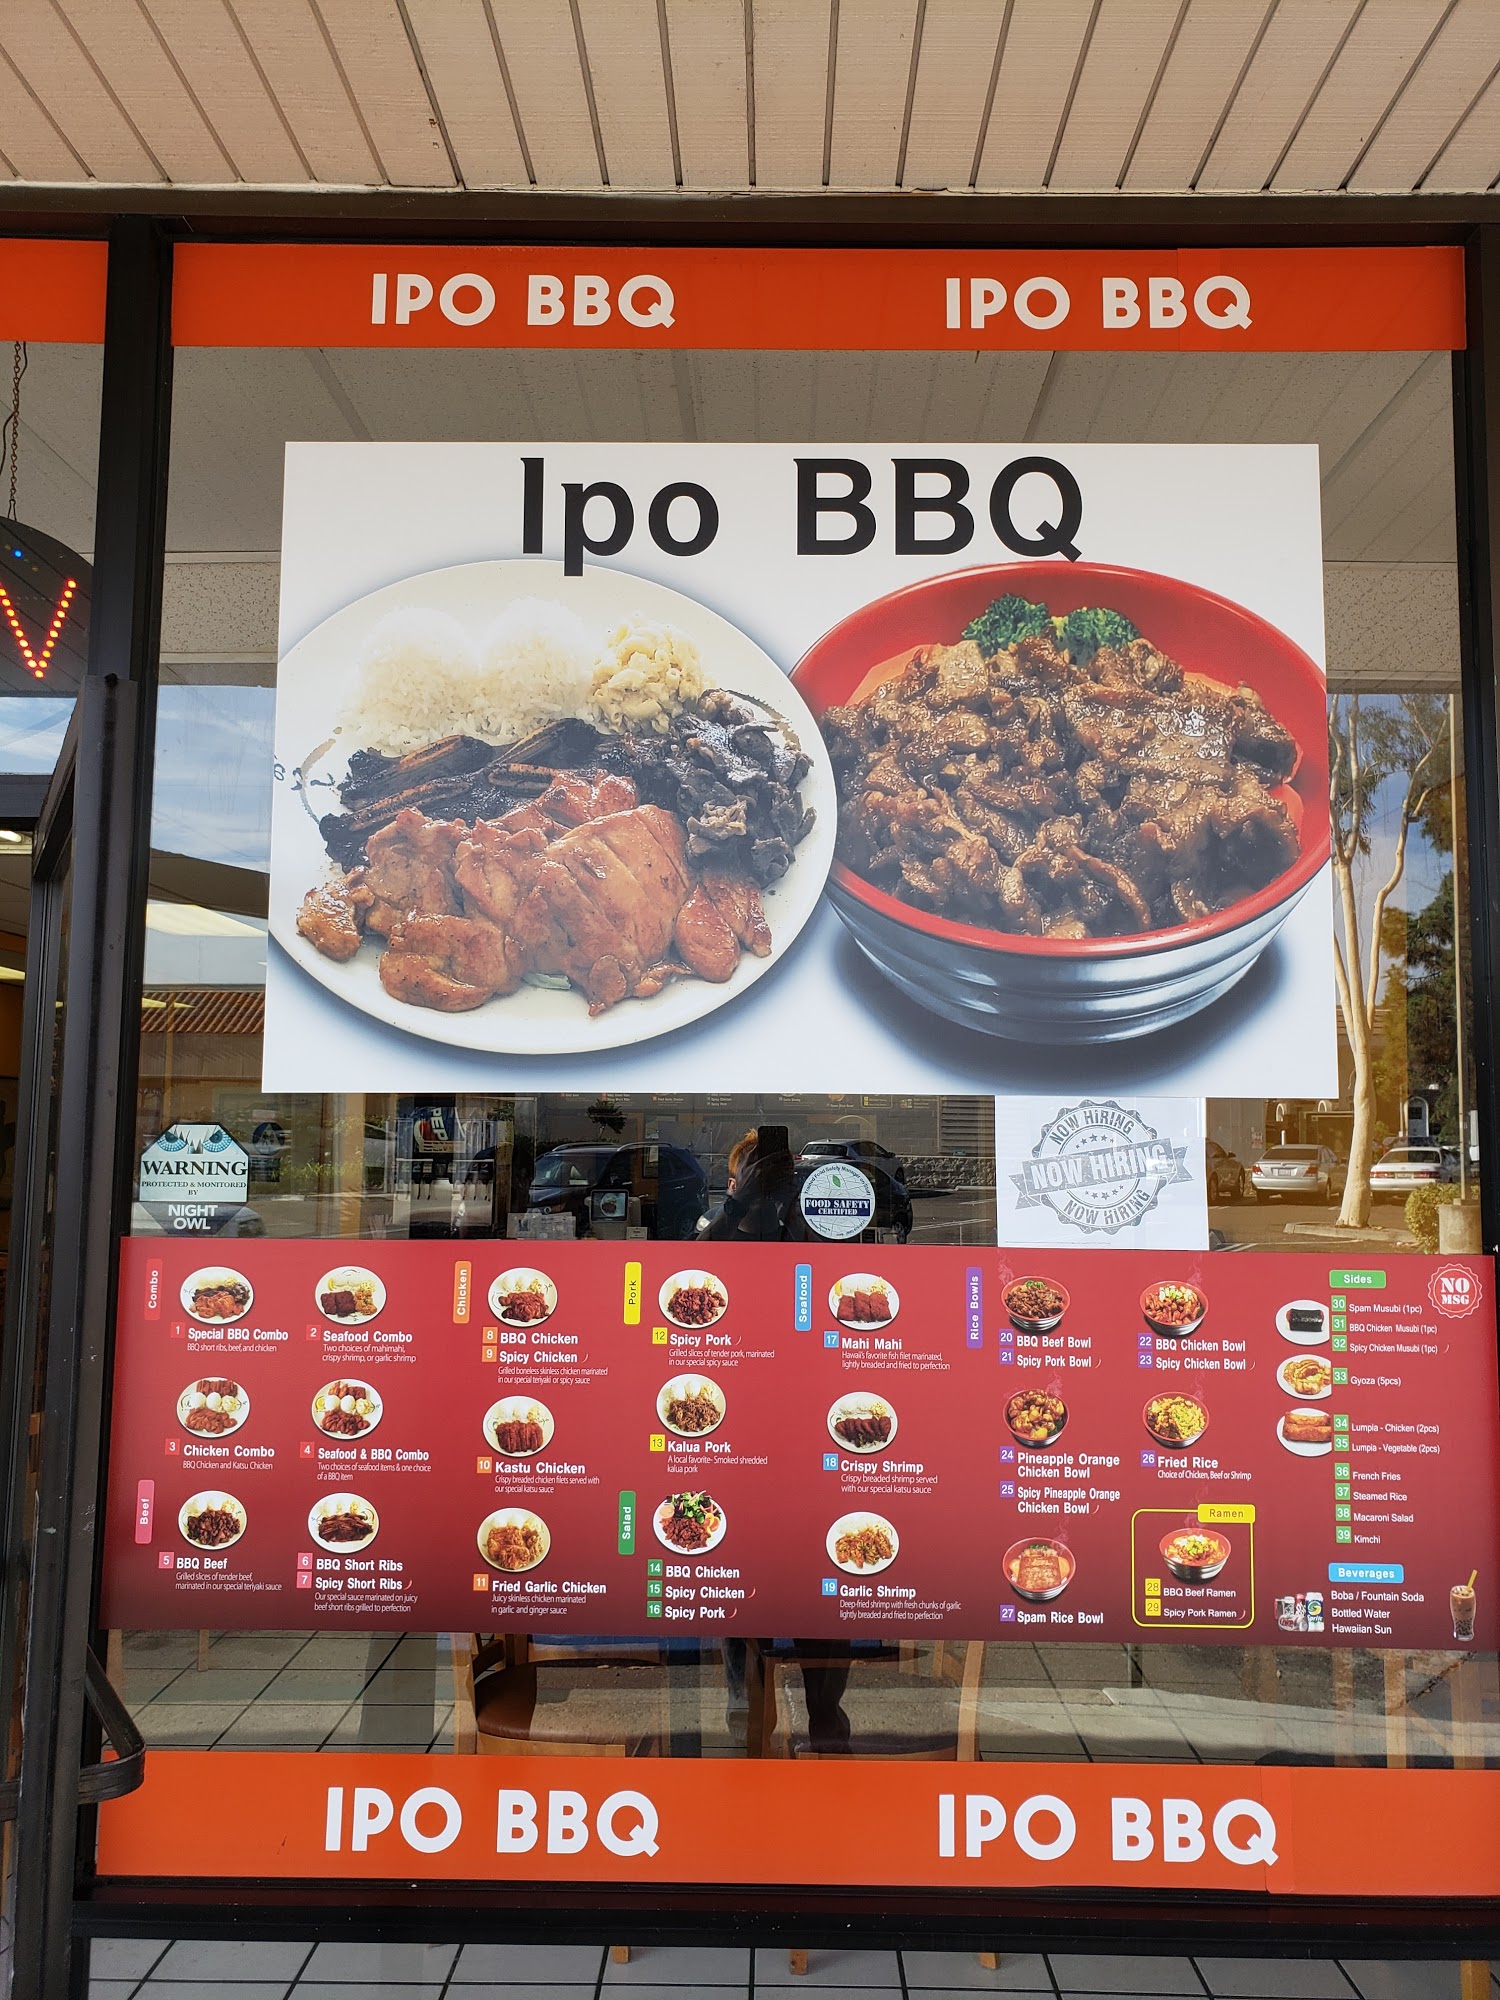 IPO BBQ
IPO BBQ
Ipo BBQ
WARNING
PROTECTED & MONITORED
BY
NIGHT
OWL
PEPSI
FOOD SAFETY
CERTIFIED
NOW HIRING
NOW HIRING
NOW HIRING
Combo
1 Special BBQ Combo
BBQ short ribs, beef, and chicken
2 Seafood Combo
Two choices of mahimahi,
crispy shrimp, or garlic shrimp
3 Chicken Combo
BBQ Chicken and Katsu Chicken
4 Seafood & BBQ Combo
Two choices of seafood items & one choice
of a BBQ item
Beef
5 BBQ Beef
Grilled slices of tender beef,
marinated in our special teriyaki sauce
6 BBQ Short Ribs
7 Spicy Short Ribs
Our special sauce marinated on juicy
beef short ribs grilled to perfection
Chicken
8 BBQ Chicken
9 Spicy Chicken
Grilled boneless skinless chicken marinated
in our special teriyaki or spicy sauce
10 Kastu Chicken
Crispy breaded chicken filets served with
our special katsu sauce
11 Fried Garlic Chicken
Juicy skinless chicken marinated
in garlic and ginger sauce
Pork
12 Spicy Pork
Grilled slices of tender pork, marinated
in our special spicy sauce
13 Kalua Pork
A local favorite- Smoked shredded
kalua pork
Salad
14 BBQ Chicken
15 Spicy Chicken
16 Spicy Pork
Seafood
17 Mahi Mahi
Hawaii's favorite fish filet marinated,
lightly breaded and fried to perfection
18 Crispy Shrimp
Crispy breaded shrimp served
with our special katsu sauce
19 Garlic Shrimp
Deep-fried shrimp with fresh chunks of garlic
lightly breaded and fried to perfection
Rice Bowls
20 BBQ Beef Bowl
21 Spicy Pork Bowl
22 BBQ Chicken Bowl
23 Spicy Chicken Bowl
24 Pineapple Orange
Chicken Bowl
25 Spicy Pineapple Orange
Chicken Bowl
26 Fried Rice
Choice of Chicken, Beef or Shrimp
27 Spam Rice Bowl
Ramen
28 BBQ Beef Ramen
29 Spicy Pork Ramen
Sides
NO
MSG
30 Spam Musubi (1pc)
31 BBQ Chicken Musubi (1pc)
32 Spicy Chicken Musubi (1pc)
33 Gyoza (5pcs)
34 Lumpia - Chicken (2pcs)
35 Lumpia - Vegetable (2pcs)
36 French Fries
37 Steamed Rice
38 Macaroni Salad
39 Kimchi
Beverages
Boba / Fountain Soda
Bottled Water
Hawaiian Sun
IPO BBQ
IPO BBQ